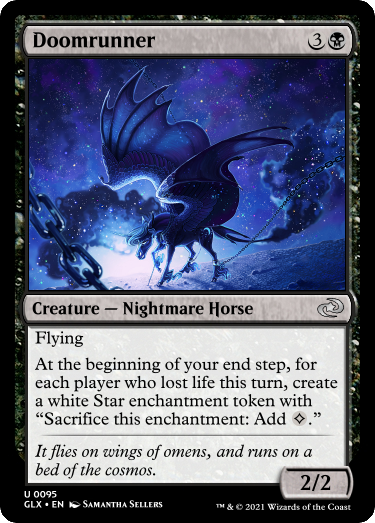 Doomrunner 3
Creature — Nightmare Horse
Flying
At the beginning of your end step, for
each player who lost life this turn, create
a white Star enchantment token with
“Sacrifice this enchantment: Add .”
It flies on wings of omens, and runs on a
bed of the cosmos.
2/2
U 0095
GLX • EN Samantha Sellers
™ & © 2021 Wizards of the Coast